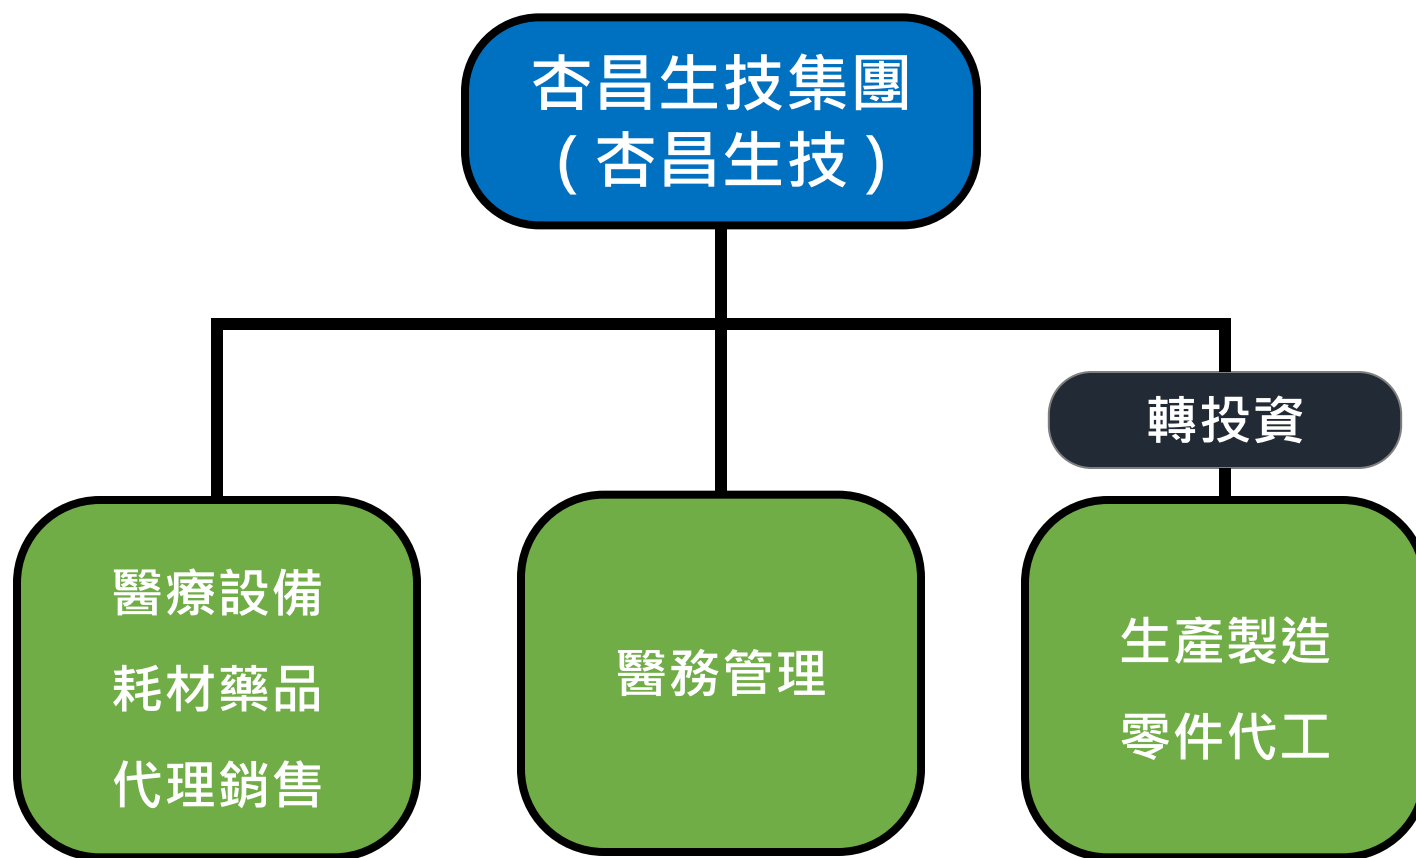 杏昌生技集團
(杏昌生技)
轉投資
醫療設備
耗材藥品
代理銷售
醫務管理
生產製造
零件代工